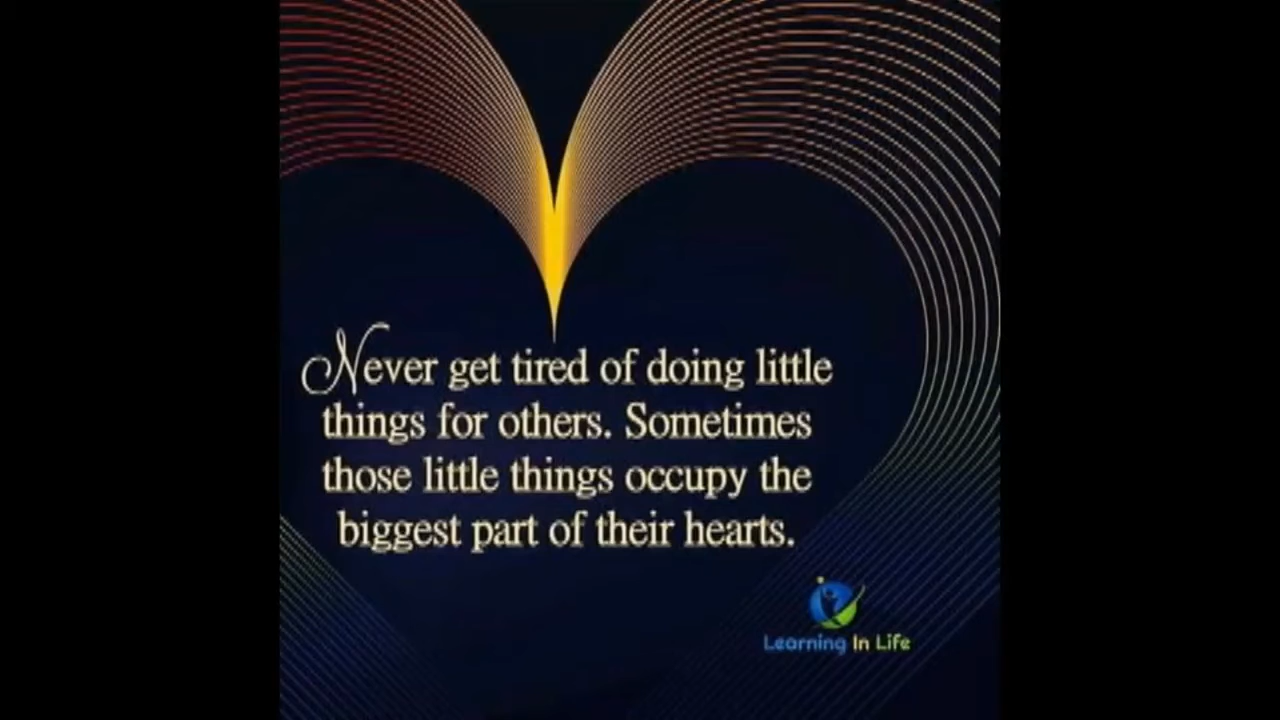 Never get tired of doing little
things for others. Sometimes
those little things occupy the
biggest part of their hearts.
Learning In Life